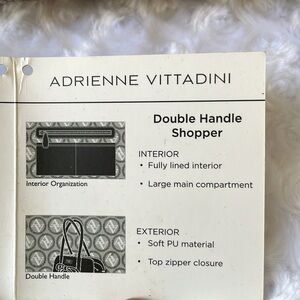 ADRIENNE VITTADINI
Double Handle
Shopper
Interior Organization
INTERIOR
• Fully lined interior
• Large main compartment
Double Handle
EXTERIOR
• Soft PU material
• Top zipper closure